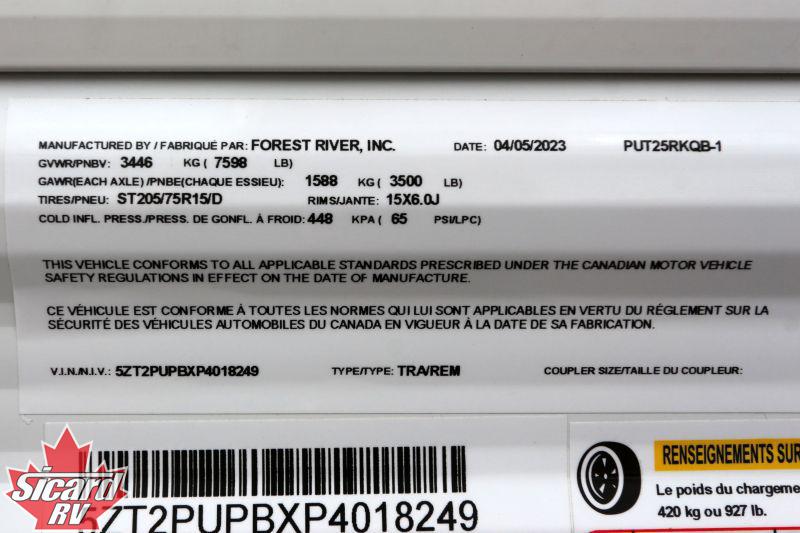 MANUFACTURED BY / FABRIQUÉ PAR: FOREST RIVER, INC. DATE: 04/05/2023 PUT25RKQB-1
GVWR/PNBV: 3446 KG ( 7598 LB)
GAWR(EACH AXLE) /PNBE(CHAQUE ESSIEU): 1588 KG ( 3500 LB)
TIRES/PNEU: ST205/75R15/D RIMS/JANTE: 15X6.0J
COLD INFL. PRESS./PRESS. DE GONFL. À FROID: 448 KPA ( 65 PSI/LPC)
THIS VEHICLE CONFORMS TO ALL APPLICABLE STANDARDS PRESCRIBED UNDER THE CANADIAN MOTOR VEHICLE
SAFETY REGULATIONS IN EFFECT ON THE DATE OF MANUFACTURE.
CE VÉHICULE EST CONFORME À TOUTES LES NORMES QUI LUI SONT APPLICABLES EN VERTU DU RÉGLEMENT SUR LA
SÉCURITÉ DES VÉHICULES AUTOMOBILES DU CANADA EN VIGUEUR À LA DATE DE SA FABRICATION.
V.I.N./N.I.V.: 5ZT2PUPBXP4018249 TYPE/TYPE: TRA/REM COUPLER SIZE/TAILLE DU COUPLEUR:
5ZT2PUPBXP4018249
RENSEIGNEMENTS SUR
Le poids du chargeme
420 kg ou 927 lb.
Sicard
RV